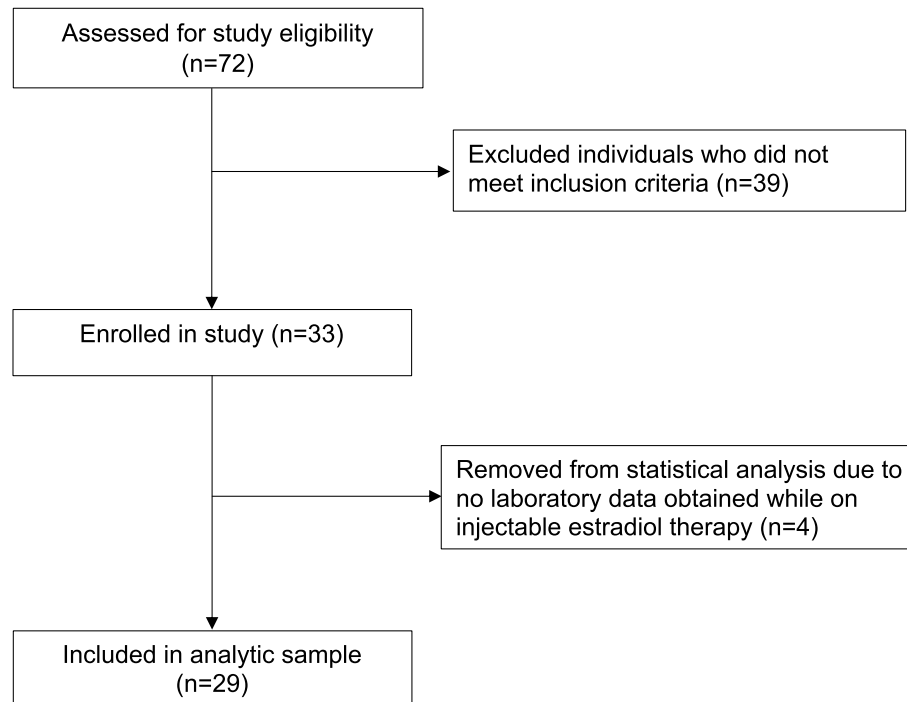 Assessed for study eligibility
(n=72)
Excluded individuals who did not
meet inclusion criteria (n=39)
Enrolled in study (n=33)
Removed from statistical analysis due to
no laboratory data obtained while on
injectable estradiol therapy (n=4)
Included in analytic sample
(n=29)